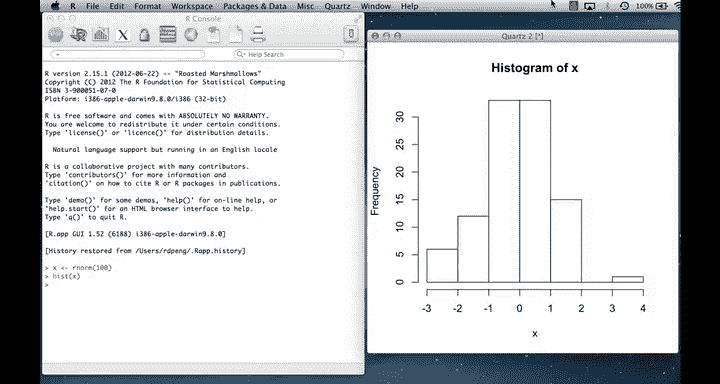 R File Edit Format Workspace Packages & Data Misc Quartz Window Help 100%
R Console
Help Search
R version 2.15.1 (2012-06-22) -- "Roasted Marshmallows"
Copyright (C) 2012 The R Foundation for Statistical Computing
ISBN 3-900051-07-0
Platform: i386-apple-darwin9.8.0/i386 (32-bit)
R is free software and comes with ABSOLUTELY NO WARRANTY.
You are welcome to redistribute it under certain conditions.
Type 'license()' or 'licence()' for distribution details.
Natural language support but running in an English locale
R is a collaborative project with many contributors.
Type 'contributors()' for more information and
'citation()' on how to cite R or R packages in publications.
Type 'demo()' for some demos, 'help()' for on-line help, or
'help.start()' for an HTML browser interface to help.
Type 'q()' to quit R.
[R.app GUI 1.52 (6188) i386-apple-darwin9.8.0]
[History restored from /Users/rdpeng/.Rapp.history]
> x <- rnorm(100)
> hist(x)
>
Quartz 2 [*]
Histogram of x
Frequency
30
25
20
15
10
5
0
-3 -2 -1 0 1 2 3 4
x